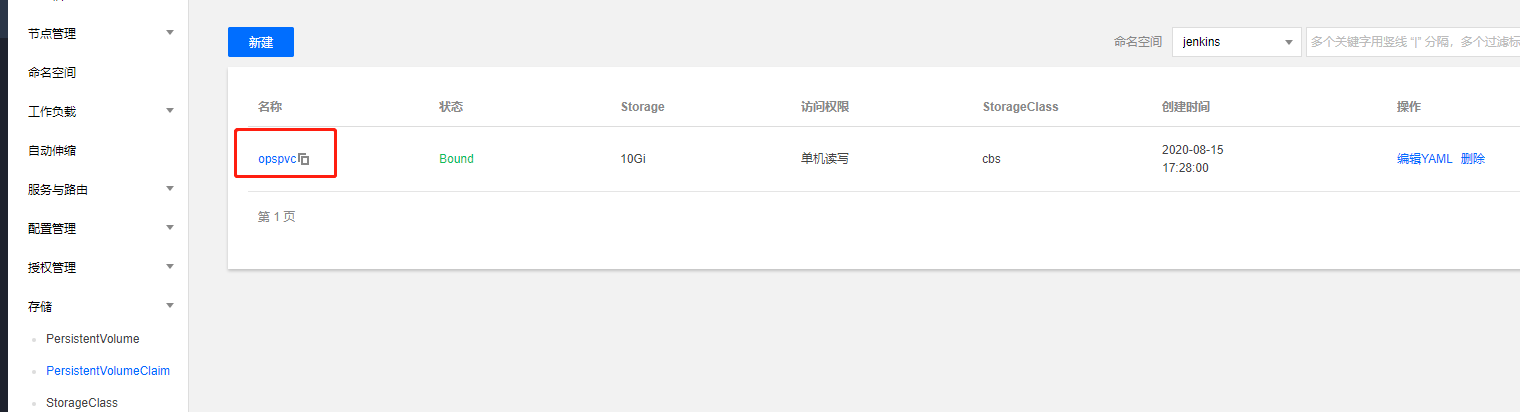 节点管理
命名空间
工作负载
自动伸缩
服务与路由
配置管理
授权管理
存储
PersistentVolume
PersistentVolumeClaim
StorageClass
新建
命名空间 jenkins 多个关键字用竖线 “|” 分隔，多个过滤标
名称 状态 Storage 访问权限 StorageClass 创建时间 操作
opspvc Bound 10Gi 单机读写 cbs 2020-08-15 编辑YAML 删除
17:28:00
第 1 页